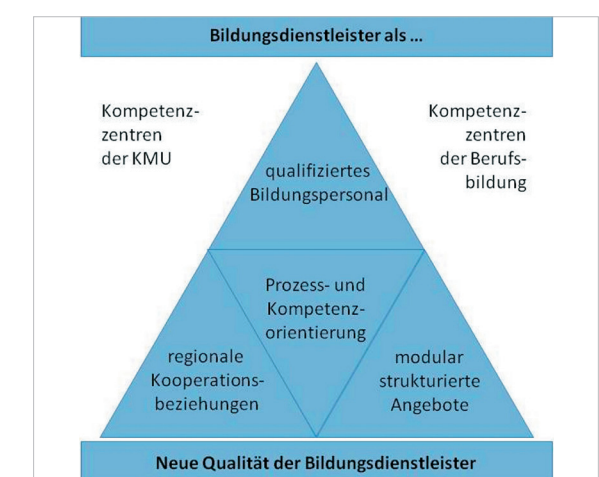 Bildungsdienstleister als ...
Kompetenz-
zentren
der KMU
Kompetenz-
zentren
der Berufs-
bildung
qualifiziertes
Bildungspersonal
Prozess- und
Kompetenz-
orientierung
regionale
Kooperations-
beziehungen
modular
strukturierte
Angebote
Neue Qualität der Bildungsdienstleister